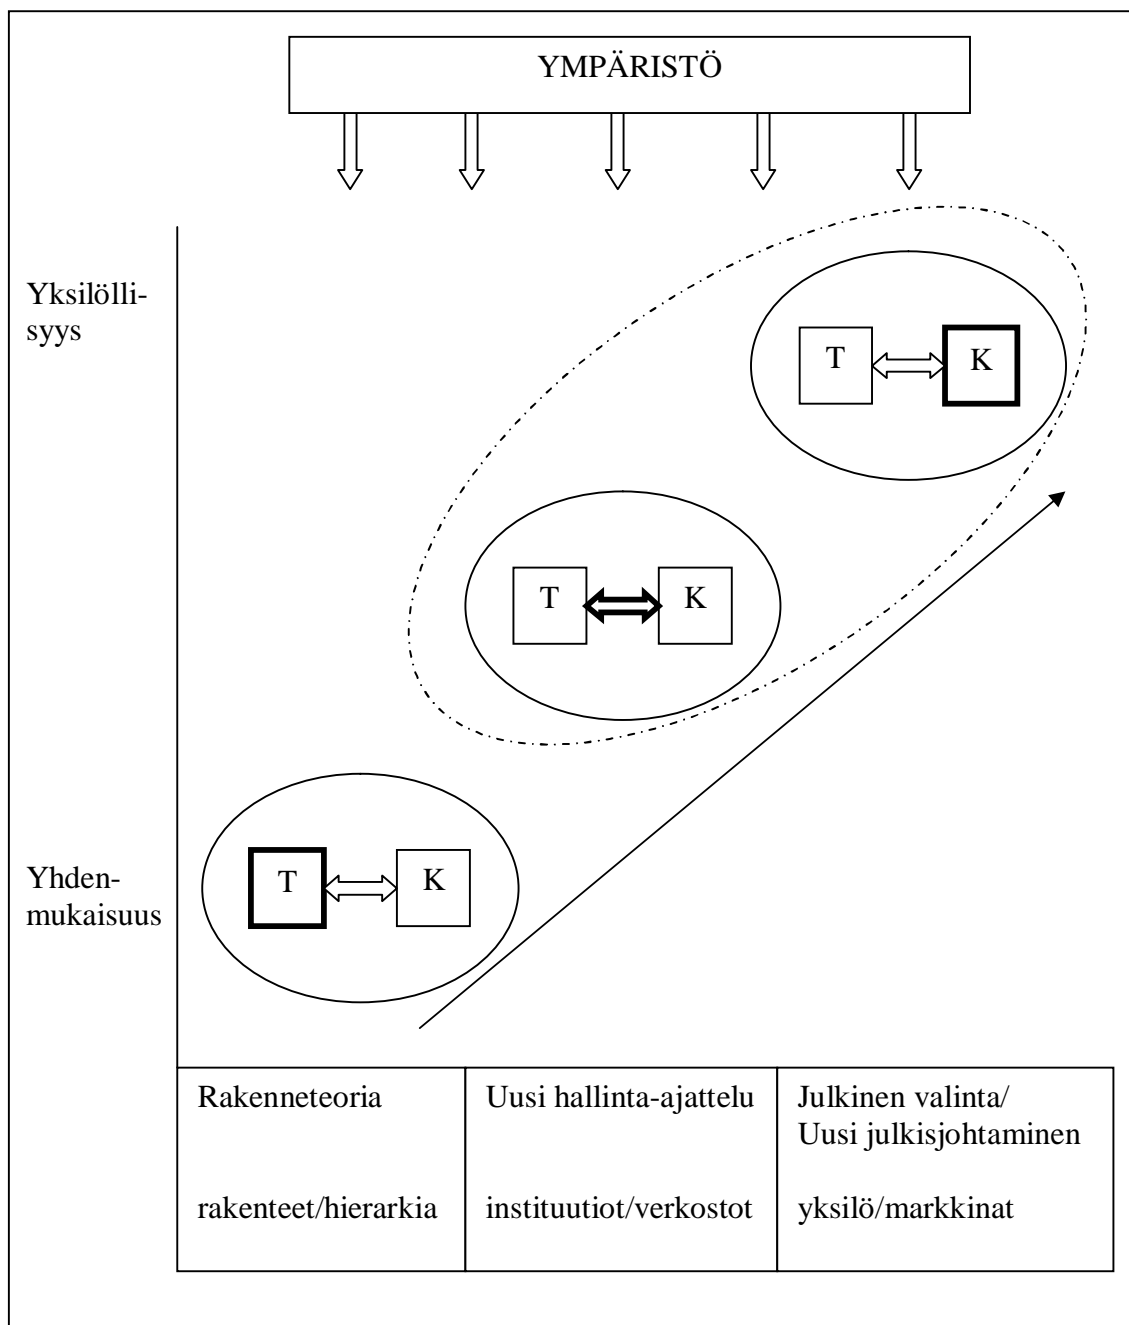 YMPÄRISTÖ
Yksilölli-
syys
T
K
T
K
Yhden-
mukaisuus
T
K
Rakenneteoria
rakenteet/hierarkia
Uusi hallinta-ajattelu
instituutiot/verkostot
Julkinen valinta/
Uusi julkisjohtaminen
yksilö/markkinat